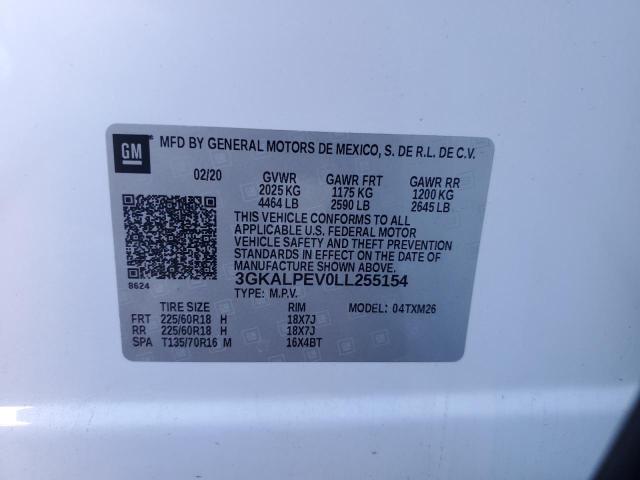 GM MFD BY GENERAL MOTORS DE MEXICO, S. DE R.L. DE C.V.
02/20 GVWR GAWR FRT GAWR RR
2025 KG 1175 KG 1200 KG
4464 LB 2590 LB 2645 LB
THIS VEHICLE CONFORMS TO ALL
APPLICABLE U.S. FEDERAL MOTOR
VEHICLE SAFETY AND THEFT PREVENTION
STANDARDS IN EFFECT ON THE DATE OF
MANUFACTURE SHOWN ABOVE.
8624 3GKALPEV0LL255154
TYPE: M.P.V.
TIRE SIZE RIM MODEL: 04TXM26
FRT 225/60R18 H 18X7J
RR 225/60R18 H 18X7J
SPA T135/70R16 M 16X4BT